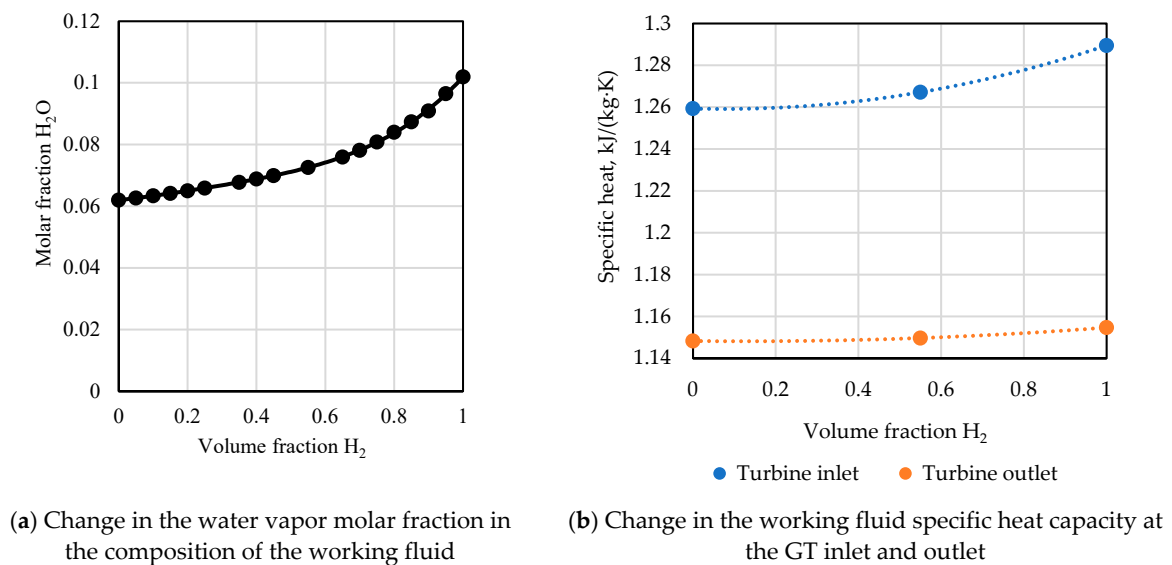 0.12
0.1
0.08
0.06
0.04
0.02
0
Molar fraction H₂O
0 0.2 0.4 0.6 0.8 1
Volume fraction H₂
(a) Change in the water vapor molar fraction in
the composition of the working fluid
1.3
1.28
1.26
1.24
1.22
1.2
1.18
1.16
1.14
Specific heat, kJ/(kg·K)
0 0.2 0.4 0.6 0.8 1
Volume fraction H₂
Turbine inlet Turbine outlet
(b) Change in the working fluid specific heat capacity at
the GT inlet and outlet